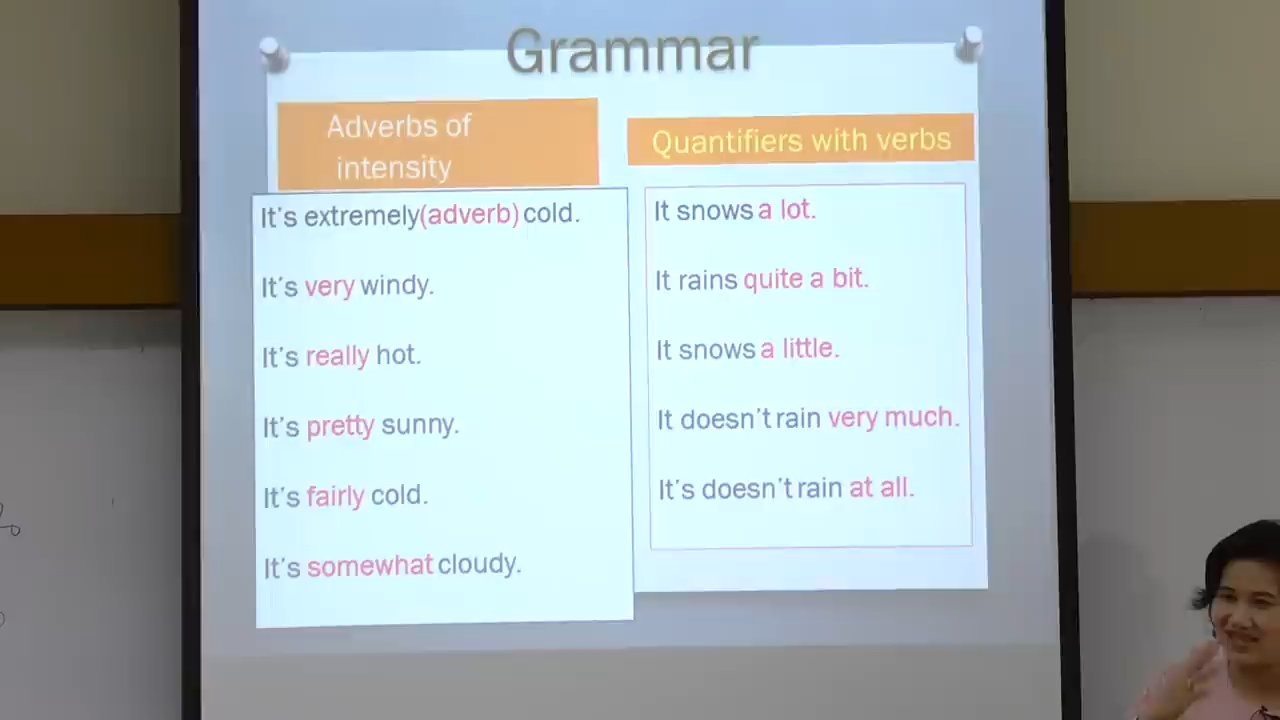 Grammar
Adverbs of
intensity
It's extremely(adverb) cold.
It's very windy.
It's really hot.
It's pretty sunny.
It's fairly cold.
It's somewhat cloudy.
Quantifiers with verbs
It snows a lot.
It rains quite a bit.
It snows a little.
It doesn't rain very much.
It's doesn't rain at all.